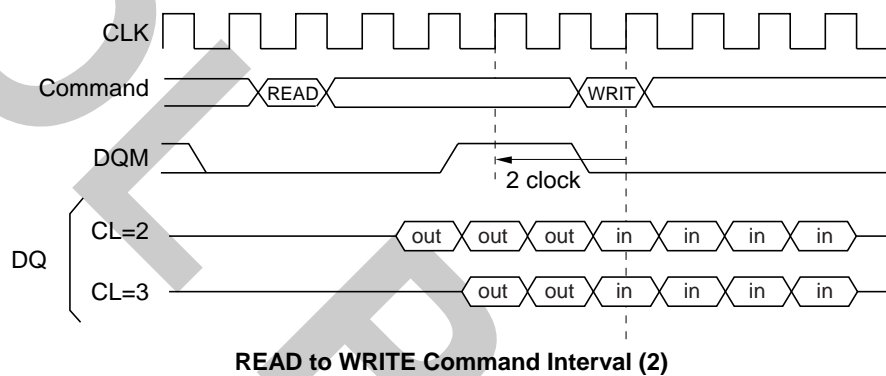 CLK
Command READ WRIT
DQM
2 clock
DQ
CL=2 out out out in in in in
CL=3 out out in in in in
READ to WRITE Command Interval (2)